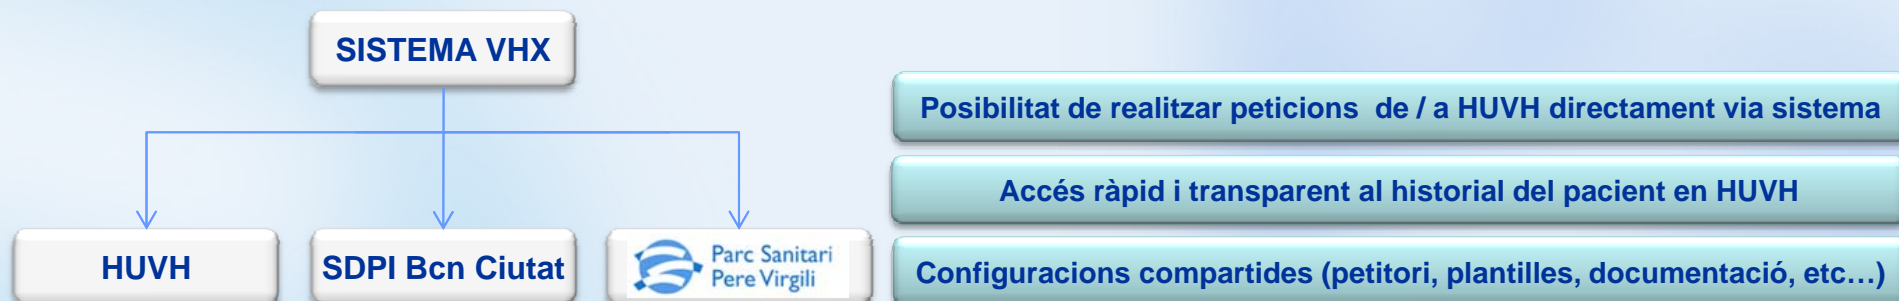 SISTEMA VHX
HUVH
SDPI Bcn Ciutat
Parc Sanitari
Pere Virgili
Posibilitat de realitzar peticions de / a HUVH directament via sistema
Accés ràpid i transparent al historial del pacient en HUVH
Configuracions compartides (petitori, plantilles, documentació, etc…)